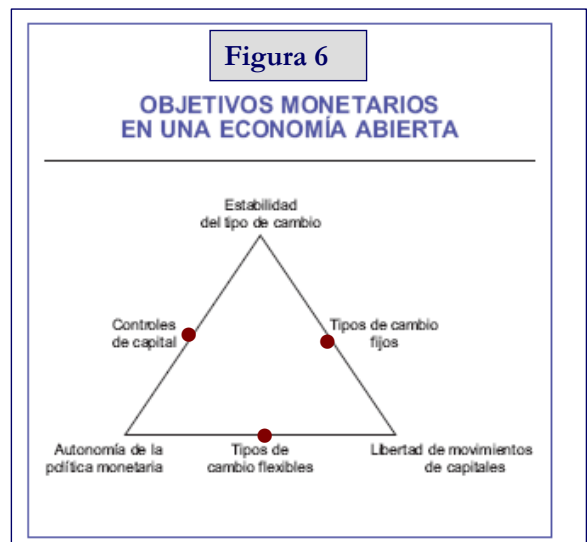 Figura 6
OBJETIVOS MONETARIOS
EN UNA ECONOMÍA ABIERTA
Estabilidad
del tipo de cambio
Controles
de capital
Tipos de cambio
fijos
Autonomía de la
política monetaria
Tipos de
cambio flexibles
Libertad de movimientos
de capitales